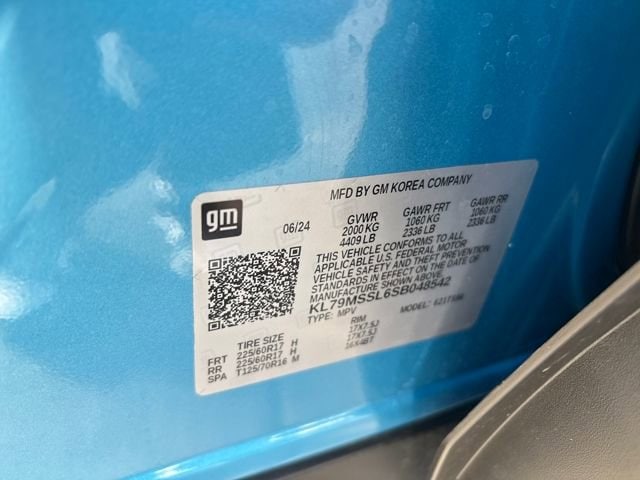 MFD BY GM KOREA COMPANY
gm
06/24 GVWR GAWR FRT GAWR RR
2000 KG 1060 KG 1060 KG
4409 LB 2336 LB 2336 LB
THIS VEHICLE CONFORMS TO ALL
APPLICABLE U.S. FEDERAL MOTOR
VEHICLE SAFETY AND THEFT PREVENTION
STANDARDS IN EFFECT ON THE DATE OF
MANUFACTURE SHOWN ABOVE.
KL79MSSL6SB048542
TYPE: MPV MODEL:
TIRE SIZE RIM
FRT 225/60R17 H 17X7.5J
RR 225/60R17 H 17X7.5J
SPA T125/70R16 M 16X4BT